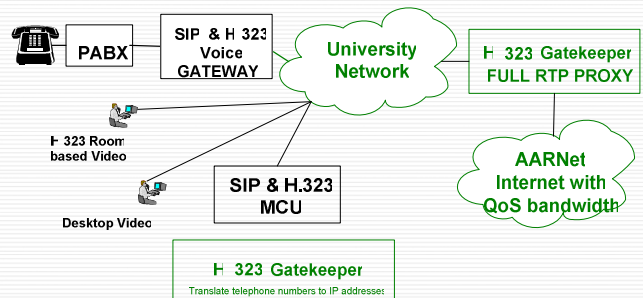 PABX
SIP & H 323
Voice
GATEWAY
University
Network
H 323 Gatekeeper
FULL RTP PROXY
H 323 Room
based Video
Desktop Video
SIP & H.323
MCU
AARNet
Internet with
QoS bandwidth
H 323 Gatekeeper
Translate telephone numbers to IP addresses